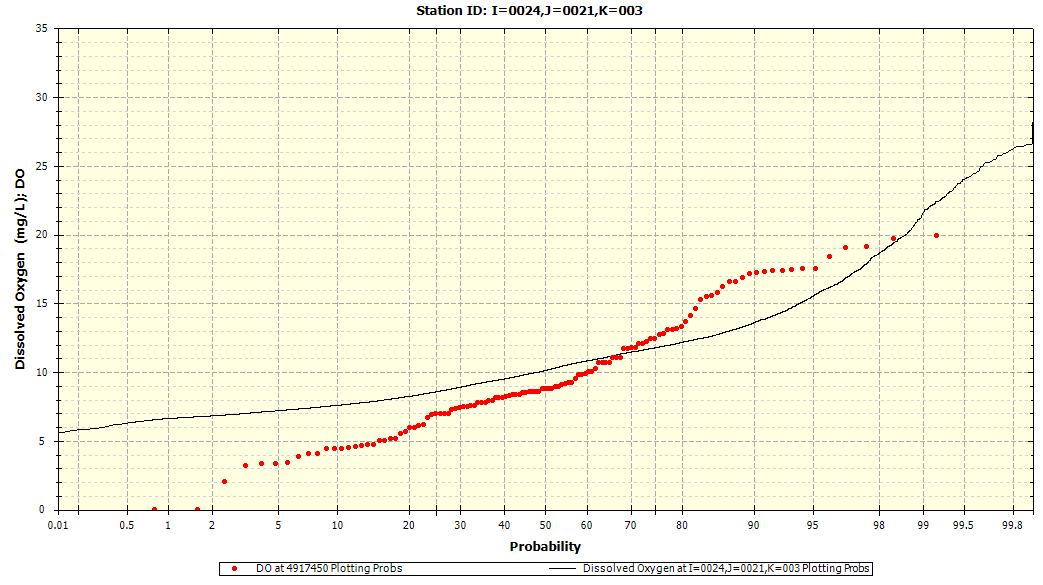 Station ID: I=0024,J=0021,K=003
35
30
25
20
15
10
5
0
Dissolved Oxygen (mg/L); DO
0.01 0.5 1 2 5 10 20 30 40 50 60 70 80 90 95 98 99 99.5 99.8
Probability
DO at 4917450 Plotting Probs Dissolved Oxygen at I=0024,J=0021,K=003 Plotting Probs